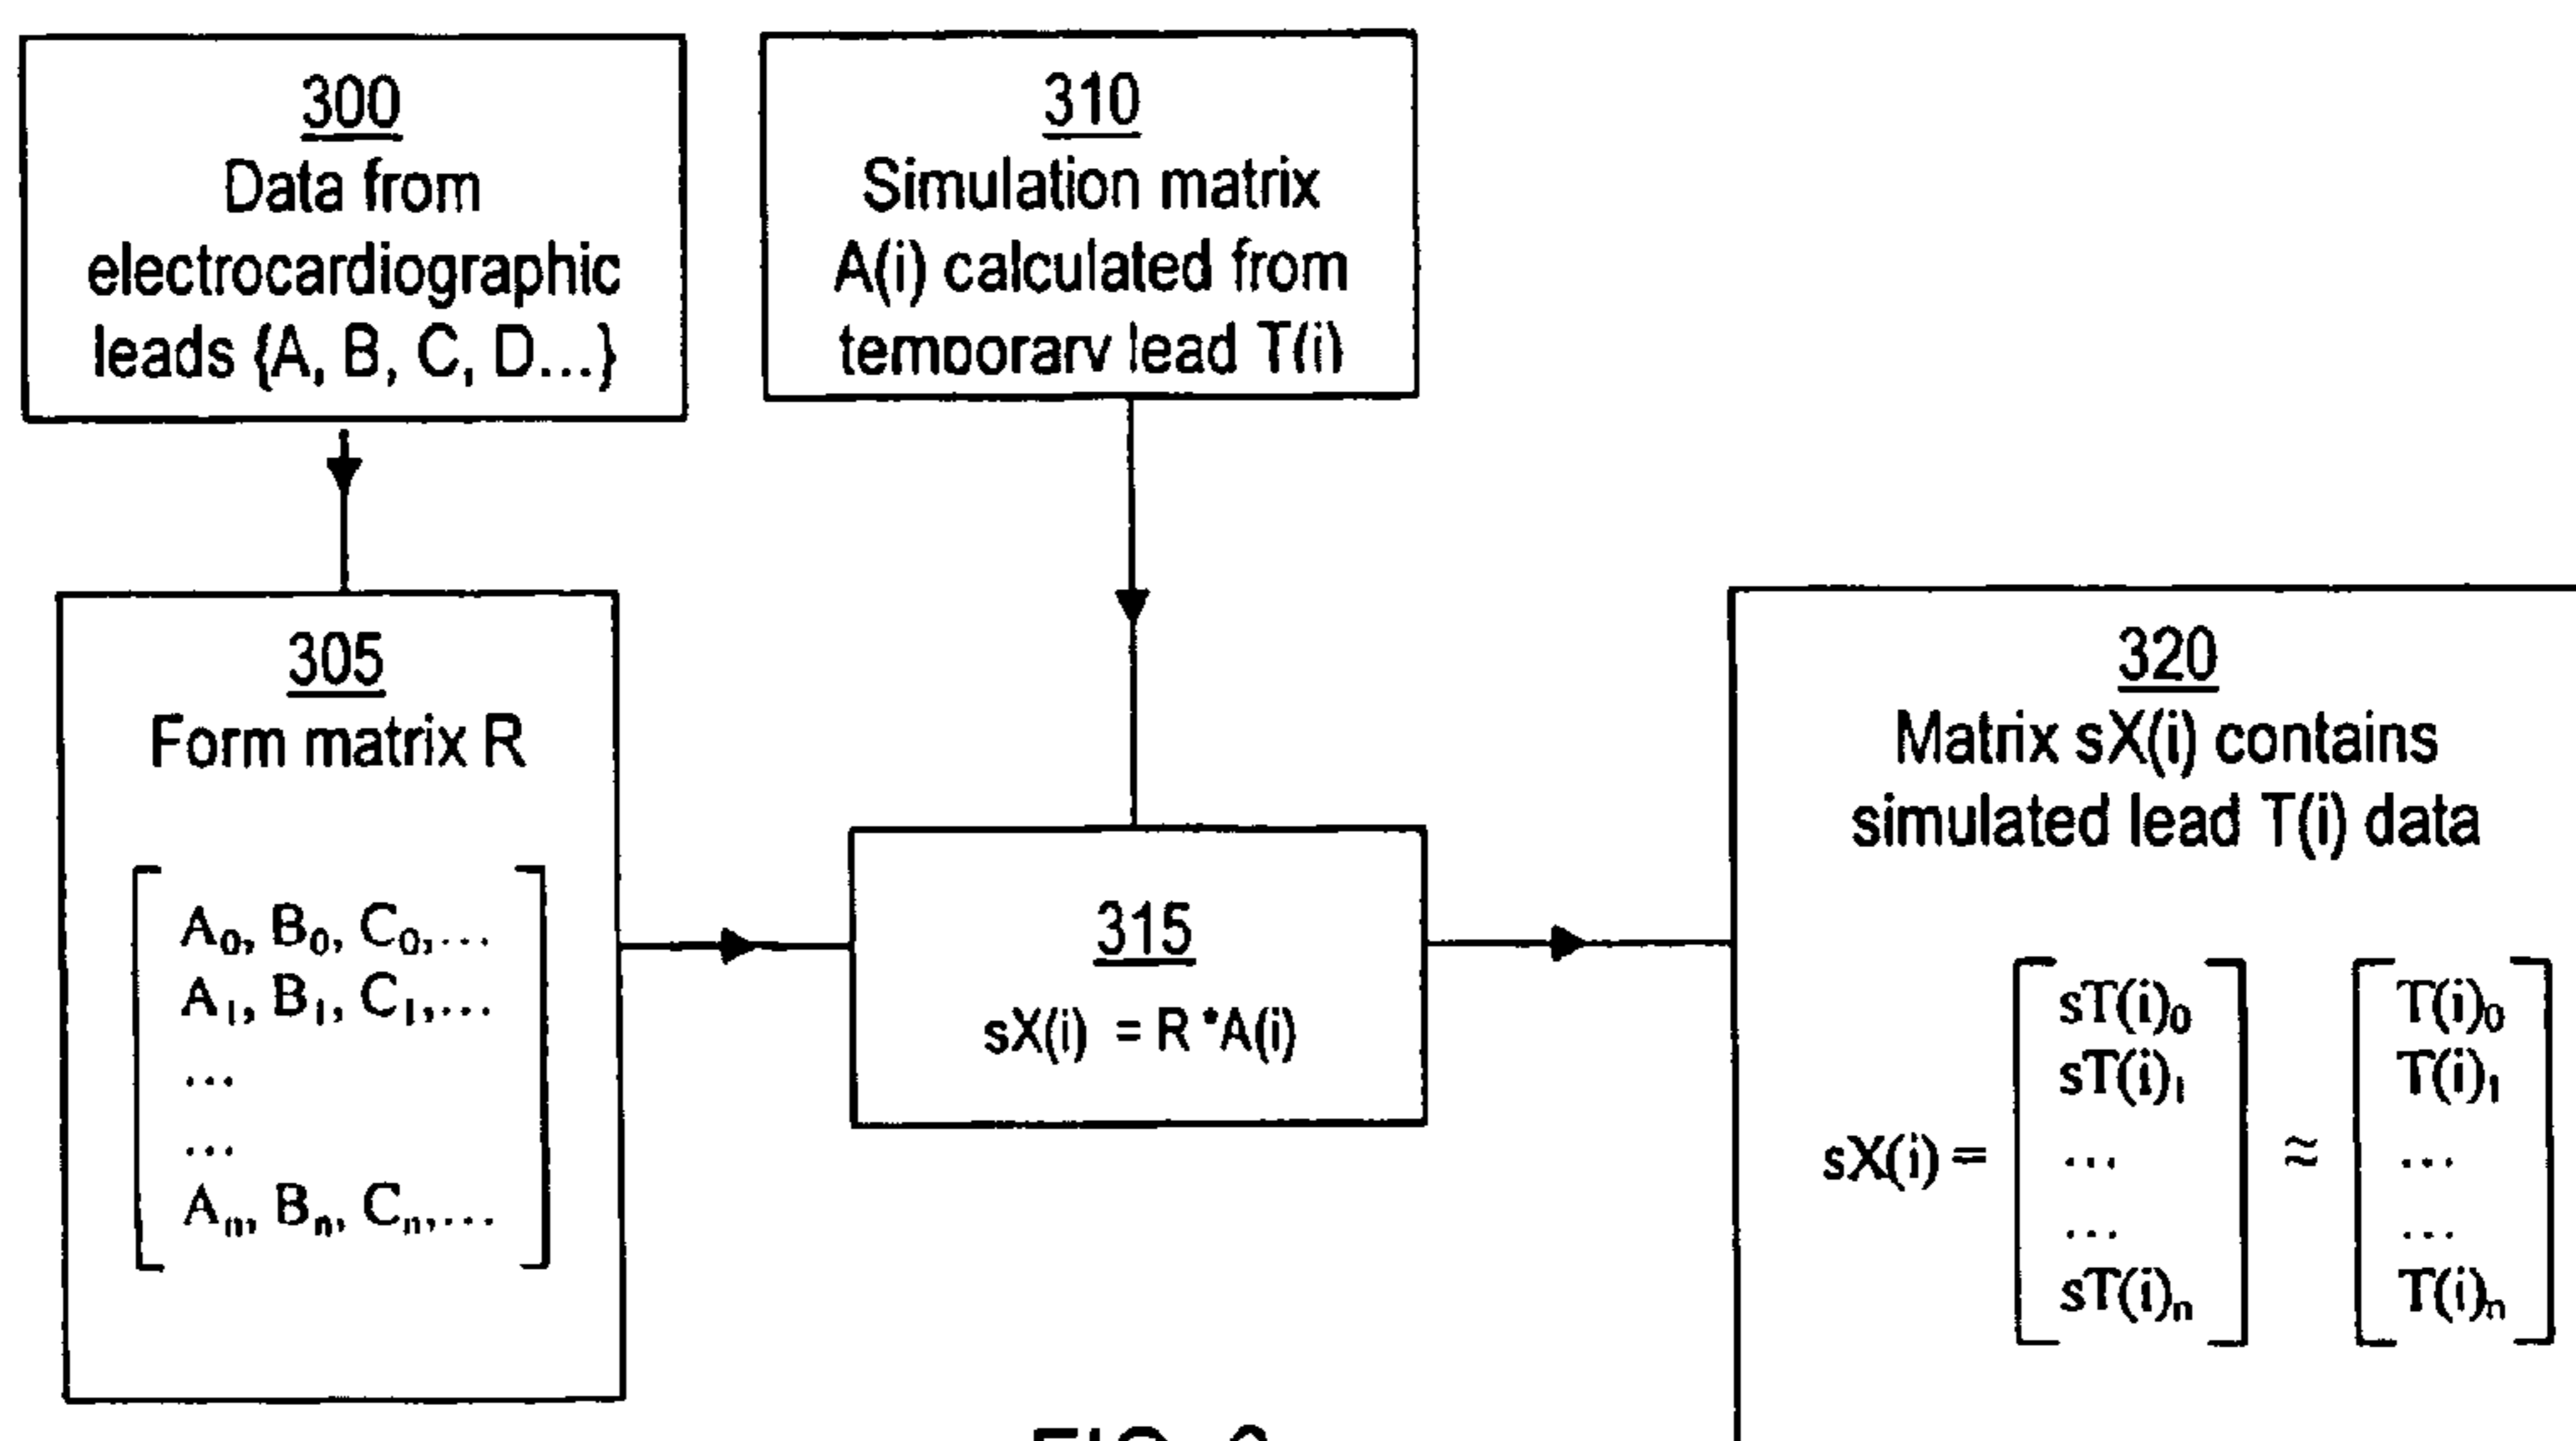 300
Data from
electrocardiographic
leads {A, B, C, D...}
310
Simulation matrix
A(i) calculated from
temporary lead T(i)
305
Form matrix R
A₀, B₀, C₀,...
A₁, B₁, C₁,...
...
...
Aₙ, Bₙ, Cₙ,...
315
sX(i) = R *A(i)
320
Matrix sX(i) contains
simulated lead T(i) data
sX(i) =
sT(i)₀
sT(i)₁
...
...
sT(i)ₙ
≈
T(i)₀
T(i)₁
...
...
T(i)ₙ